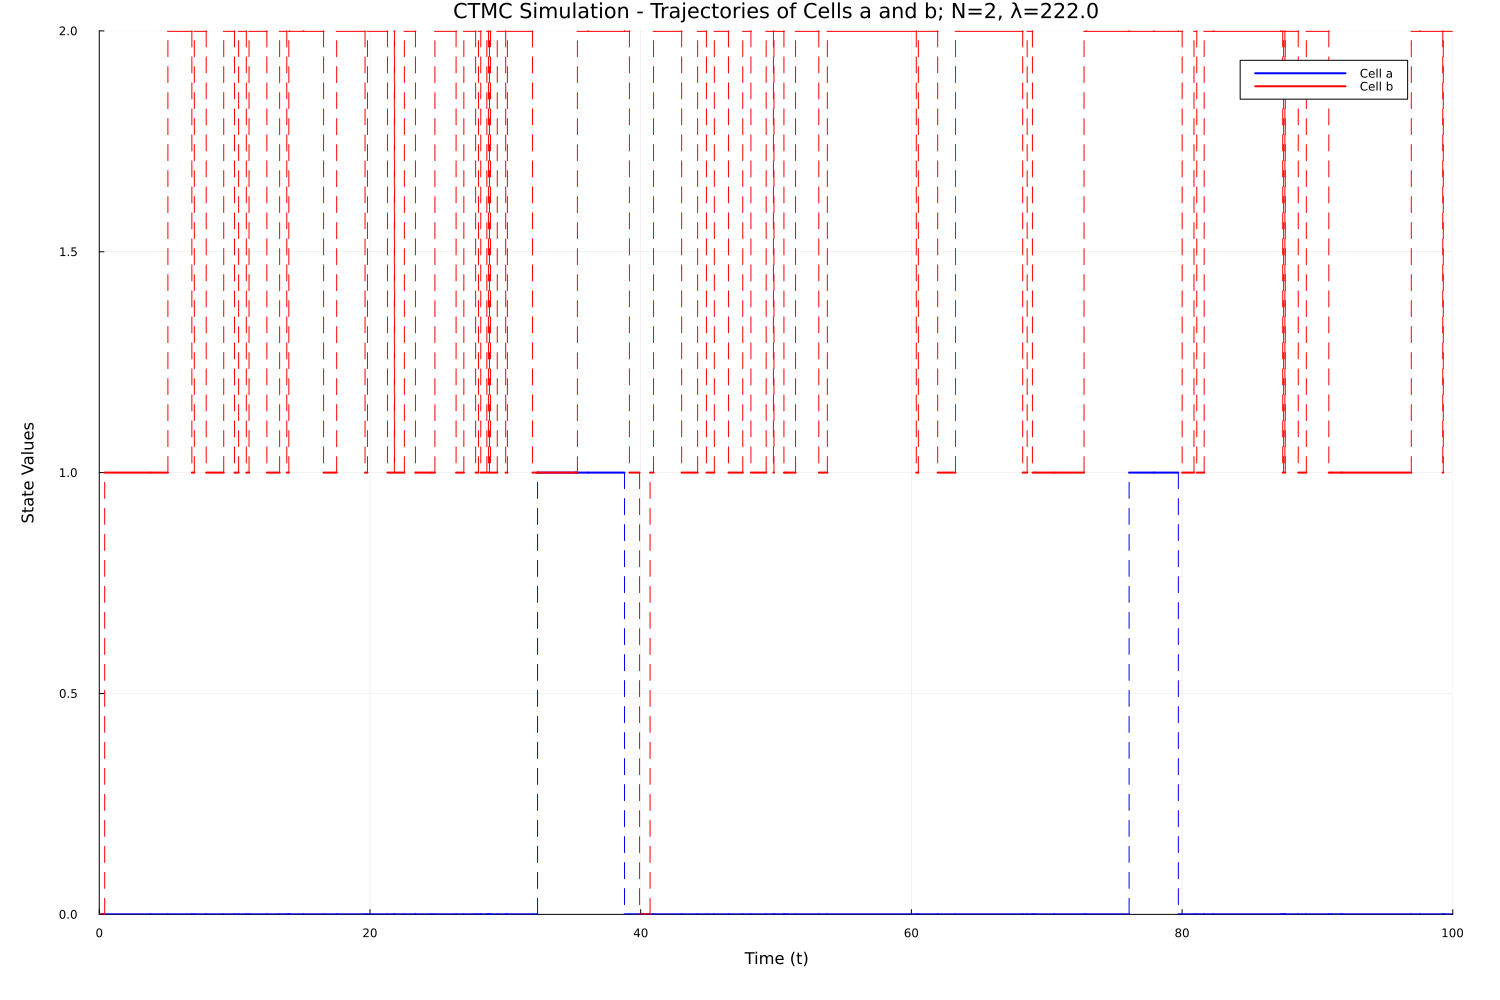 CTMC Simulation - Trajectories of Cells a and b; N=2, λ=222.0
2.0
Cell a
Cell b
1.5
1.0
State Values
0.5
0.0
0 20 40 60 80 100
Time (t)